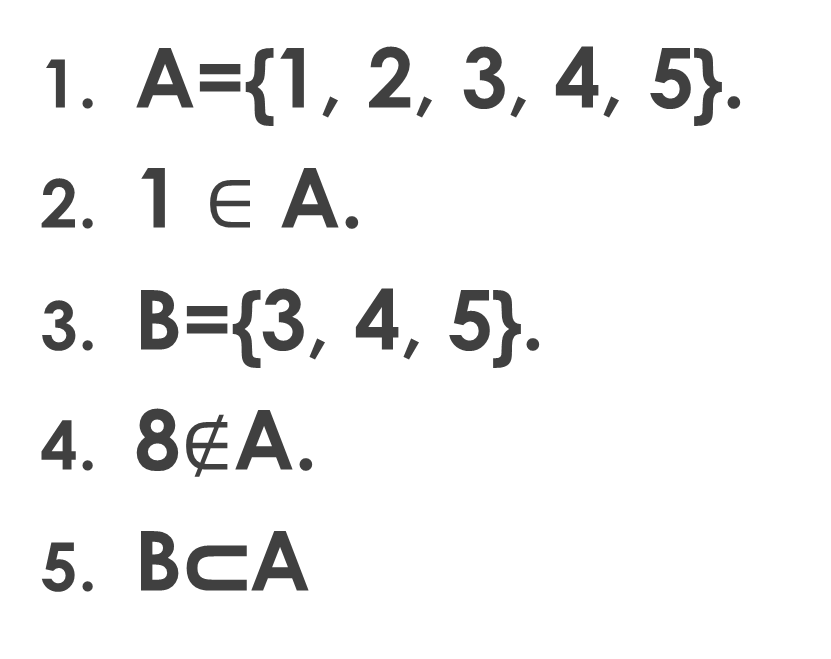 1. A={1, 2, 3, 4, 5}.
2. 1 ∈ A.
3. B={3, 4, 5}.
4. 8∉A.
5. B⊂A